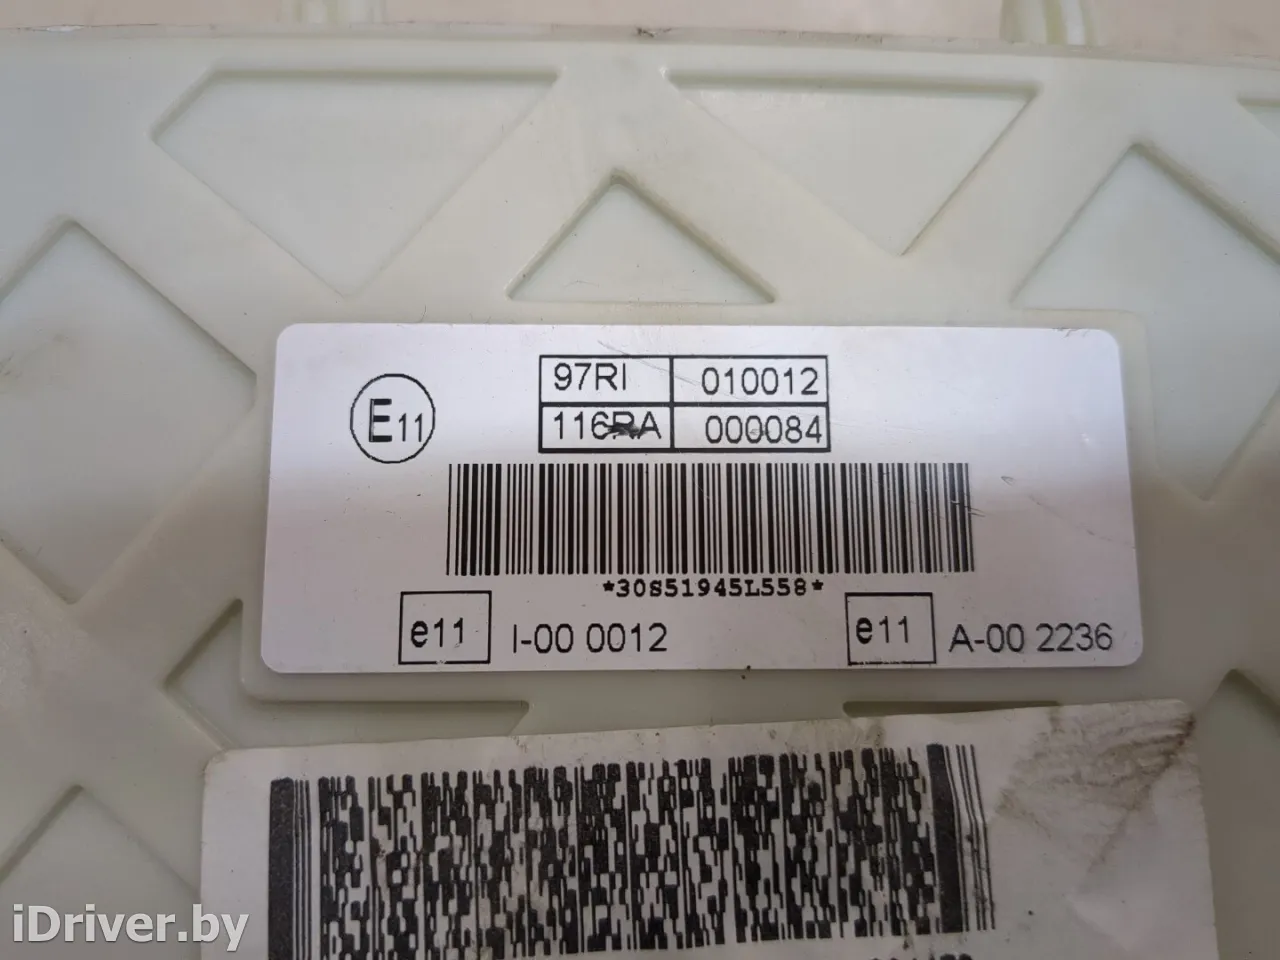 E11
97RI 010012
116RA 000084
*30S51945L558*
e11 I-00 0012 e11 A-00 2236
iDriver.by